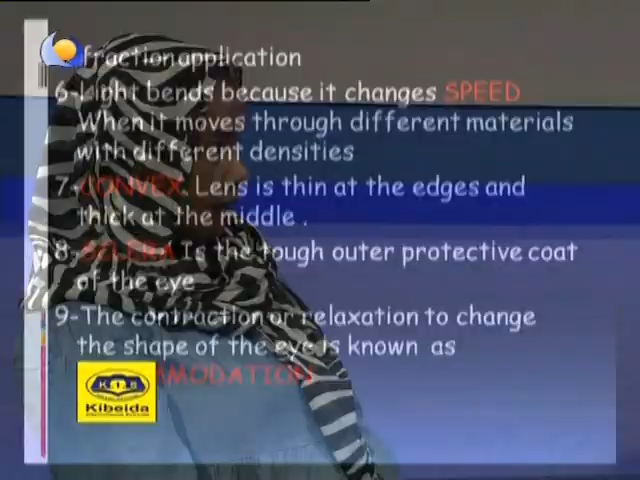 fraction application
6-Light bends because it changes SPEED
When it moves through different materials
with different densities
7-CONVEX. Lens is thin at the edges and
thick at the middle .
8-SCLERA Is the tough outer protective coat
of the eye
9-The contraction or relaxation to change
the shape of the eye is known as
MMODATION
KIS
Kibeida